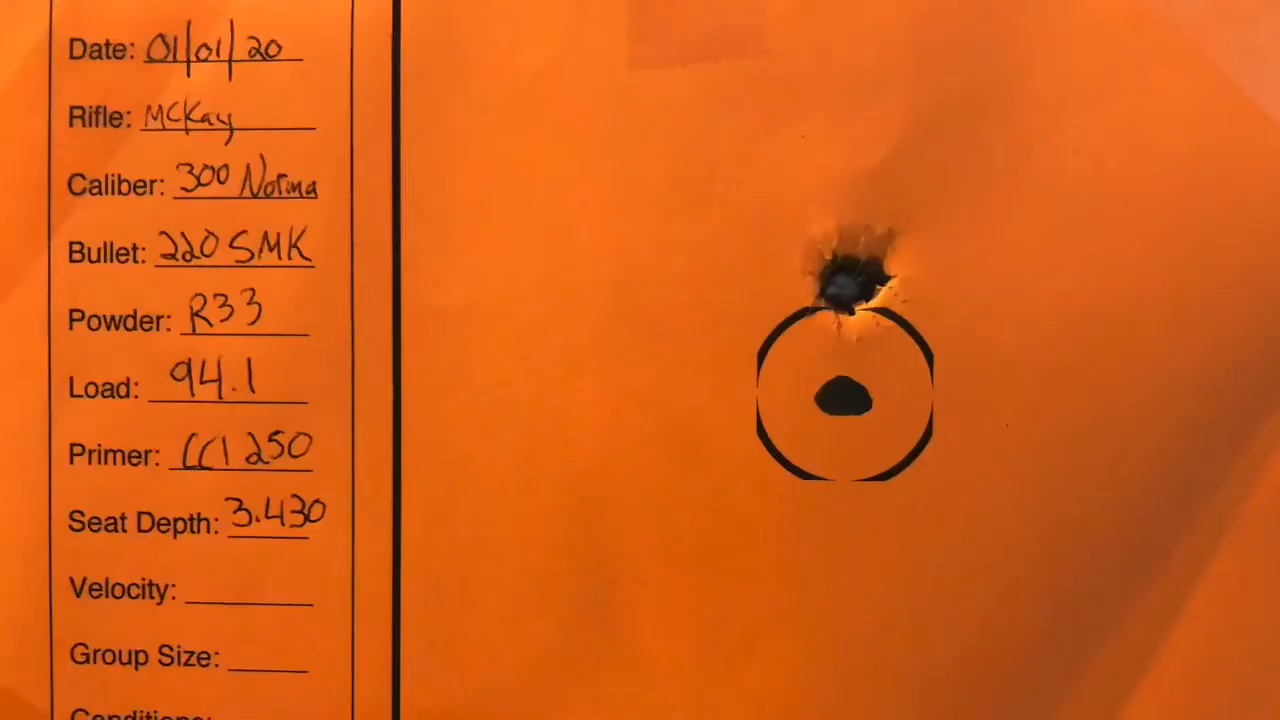 Date: 01/01/20
Rifle: McKay
Caliber: 300 Norma
Bullet: 220 SMK
Powder: R33
Load: 94.1
Primer: CCI 250
Seat Depth: 3.430
Velocity:
Group Size:
Conditions: